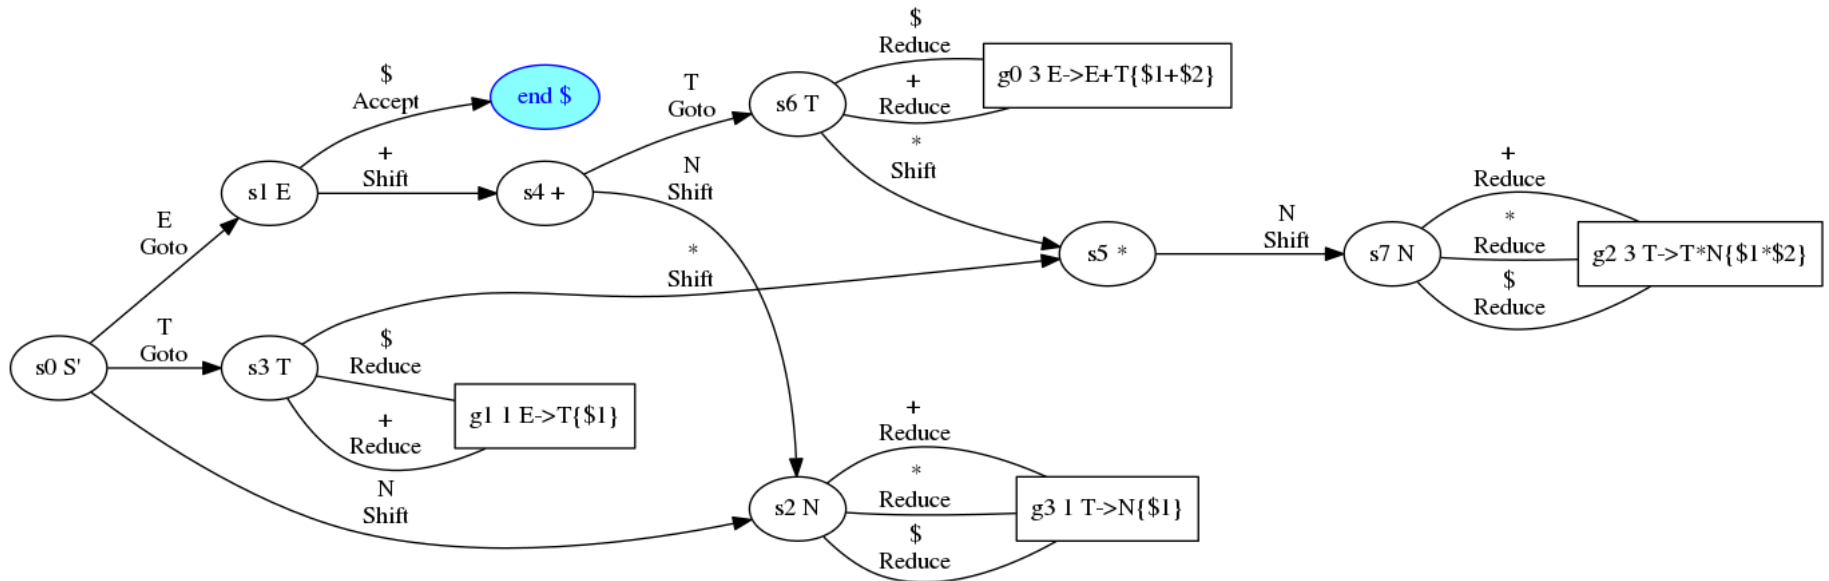 $
Reduce
g0 3 E->E+T{$1+$2}
+
Reduce
s6 T
$
Accept
end $
T
Goto
*
Shift
+
Shift
s1 E
s4 +
N
Shift
+
Reduce
E
Goto
*
Shift
s5 *
N
Shift
s7 N
*
Reduce
g2 3 T->T*N{$1*$2}
$
Reduce
T
Goto
s0 S'
s3 T
$
Reduce
g1 1 E->T{$1}
+
Reduce
+
Reduce
N
Shift
s2 N
*
Reduce
g3 1 T->N{$1}
$
Reduce